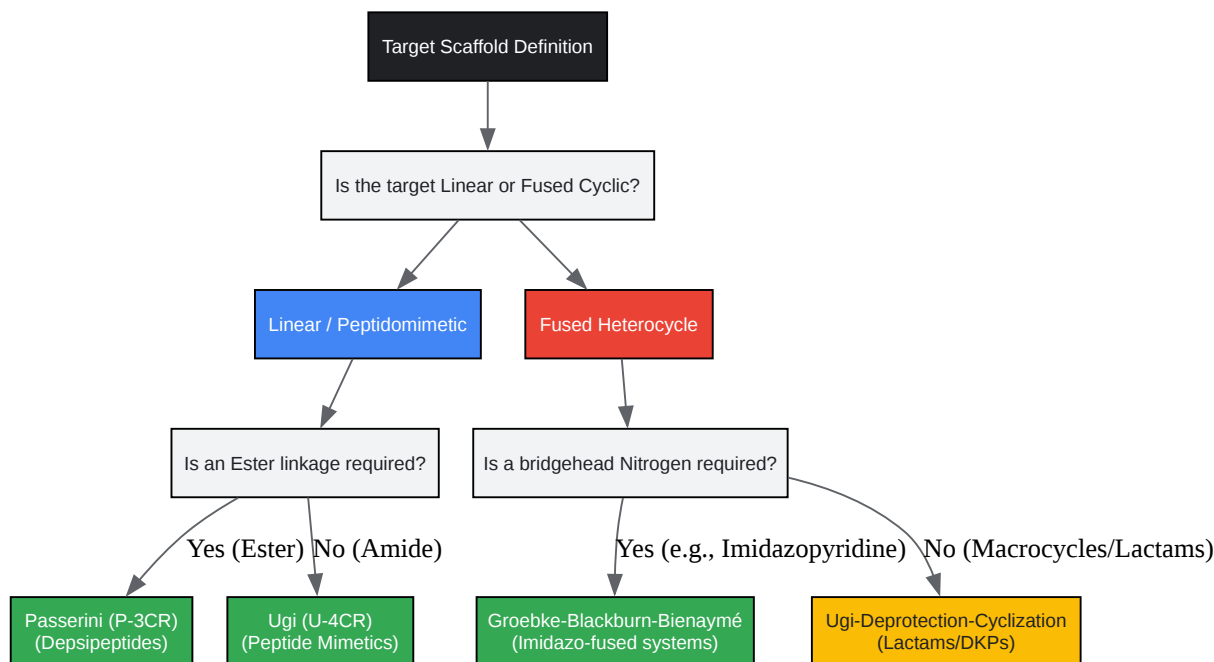 Target Scaffold Definition
Is the target Linear or Fused Cyclic?
Linear / Peptidomimetic
Fused Heterocycle
Is an Ester linkage required?
Is a bridgehead Nitrogen required?
Yes (Ester)
No (Amide)
Yes (e.g., Imidazopyridine)
No (Macrocycles/Lactams)
Passerini (P-3CR)
(Depsipeptides)
Ugi (U-4CR)
(Peptide Mimetics)
Groebke-Blackburn-Bienaymé
(Imidazo-fused systems)
Ugi-Deprotection-Cyclization
(Lactams/DKPs)